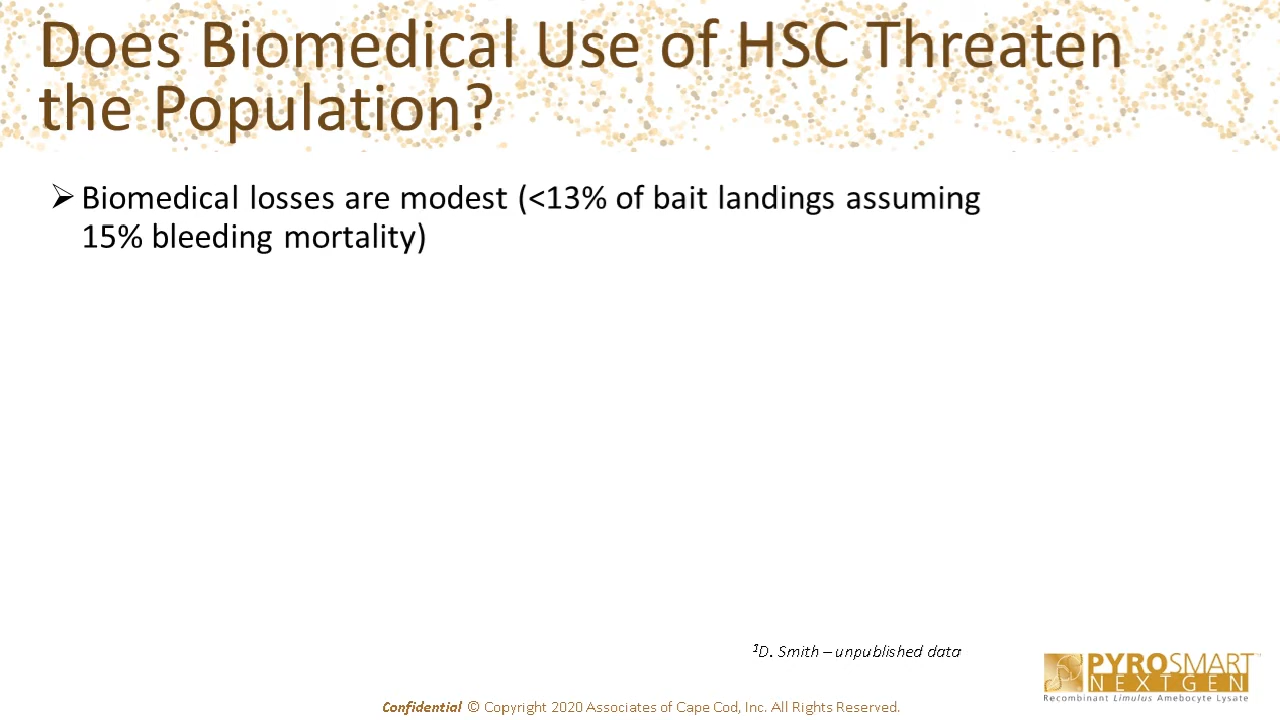 Does Biomedical Use of HSC Threaten
the Population?
➢ Biomedical losses are modest (<13% of bait landings assuming
15% bleeding mortality)
¹D. Smith – unpublished data
PYROSMART™
NEXTGEN
Recombinant Limulus Amebocyte Lysate
Confidential © Copyright 2020 Associates of Cape Cod, Inc. All Rights Reserved.